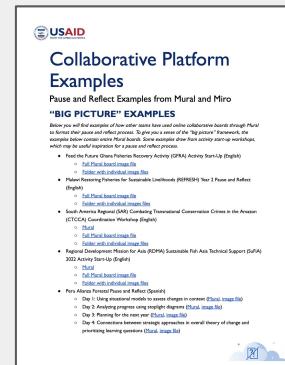 USAID
Collaborative Platform
Examples
Pause and Reflect Examples from Mural and Miro
“BIG PICTURE” EXAMPLES
Below you will find examples of how other teams have used online collaborative boards through Mural
to format their pause and reflect process. To give you a sense of the “big picture” framework, the
examples below contain entire Mural boards. Some examples drew from activity start-up workshops,
which may be useful inspiration for a pause and reflect process.
● Feed the Future Ghana Fisheries Recovery Activity (GFRA) Activity Start-Up (English)
○ Full Mural board image file
○ Folder with individual image files
● Malawi Restoring Fisheries for Sustainable Livelihoods (REFRESH) Year 2 Pause and Reflect
(English)
○ Full Mural board image file
○ Folder with individual images files
● South America Regional (SAR) Combating Transnational Conservation Crimes in the Amazon
(CTCCA) Coordination Workshop (English)
○ Mural
○ Full Mural board image file
○ Folder with individual image files
● Regional Development Mission for Asia (RDMA) Sustainable Fish Asia Technical Support (SuFiA)
2022 Activity Start-Up (English)
○ Mural
○ Full Mural board image file
○ Folder with individual image files
● Peru Alianza Forestal Pause and Reflect (Spanish)
○ Day 1: Using situational models to assess changes in context (Mural, image file)
○ Day 2: Analyzing progress using stoplight diagrams (Mural, image file)
○ Day 3: Planning for the next year (Mural, image file)
○ Day 4: Connections between strategic approaches in overall theory of change and
prioritizing learning questions (Mural, image file)